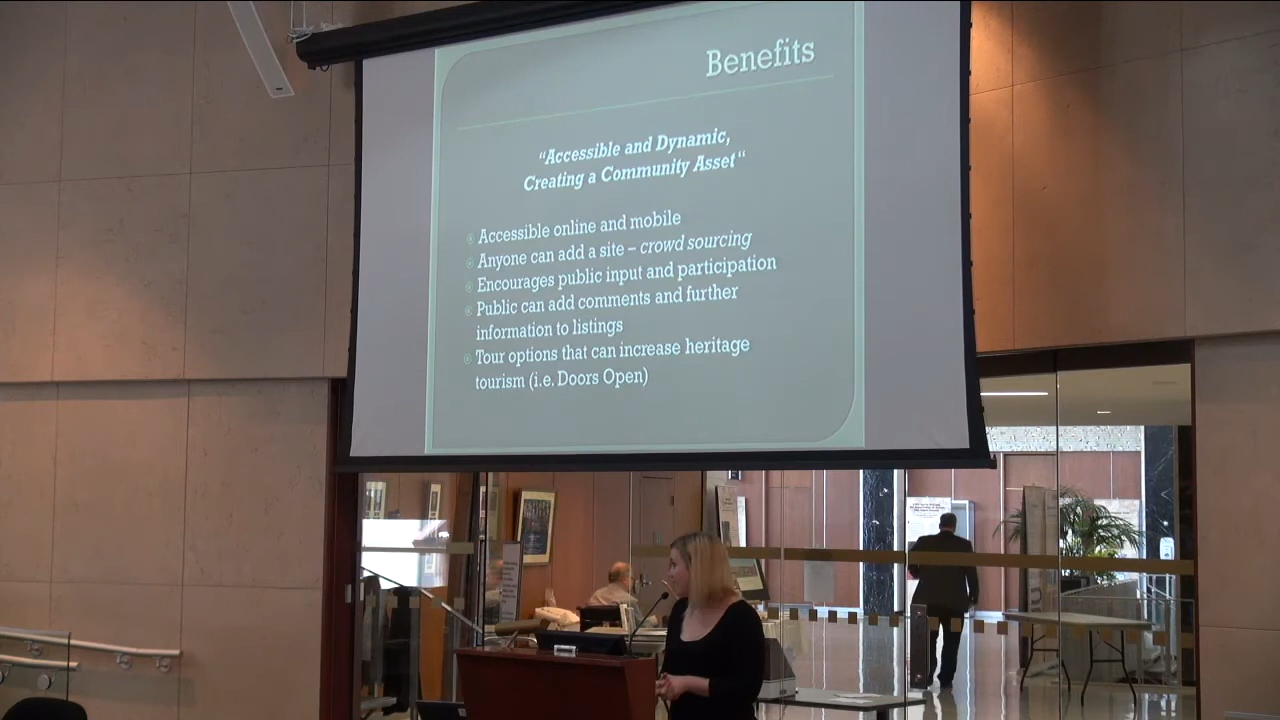 Benefits
“Accessible and Dynamic,
Creating a Community Asset“
Accessible online and mobile
Anyone can add a site – crowd sourcing
Encourages public input and participation
Public can add comments and further
information to listings
Tour options that can increase heritage
tourism (i.e. Doors Open)